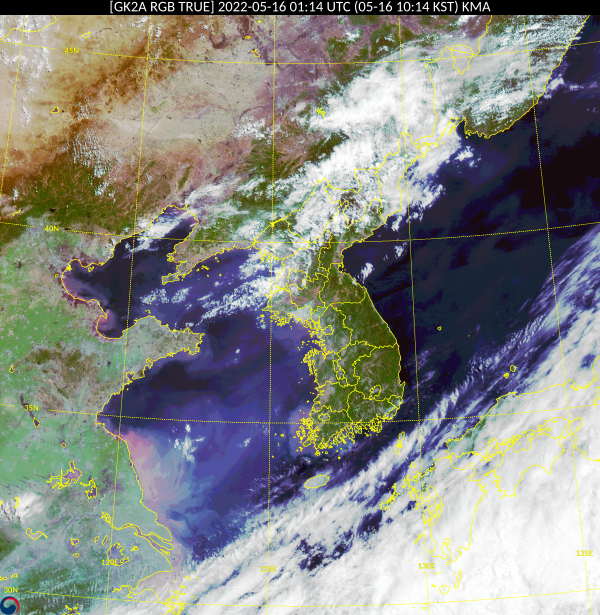 [GK2A RGB TRUE] 2022-05-16 01:14 UTC (05-16 10:14 KST) KMA
45N
40N
35N
135E
120E
125E
130E
30N